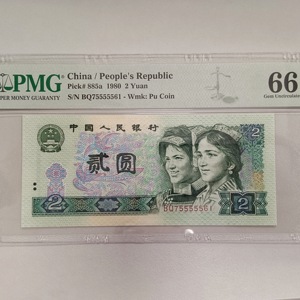 PMG
PAPER MONEY GUARANTY
China / People's Republic
Pick# 885a 1980 2 Yuan
S/N BQ75555561 - Wmk: Pu Coin
66
Gem Uncirculated
中国人民银行
贰圆
2
2
BQ75555561